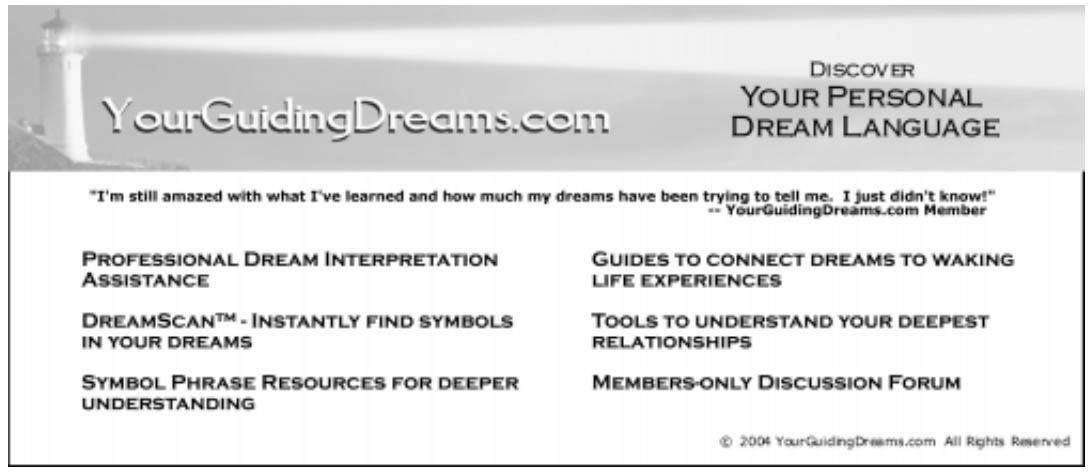 YourGuidingDreams.com
DISCOVER
YOUR PERSONAL
DREAM LANGUAGE
"I'm still amazed with what I've learned and how much my dreams have been trying to tell me.  I just didn't know!"
-- YourGuidingDreams.com Member
PROFESSIONAL DREAM INTERPRETATION
ASSISTANCE
DREAMSCAN™ - INSTANTLY FIND SYMBOLS
IN YOUR DREAMS
SYMBOL PHRASE RESOURCES FOR DEEPER
UNDERSTANDING
GUIDES TO CONNECT DREAMS TO WAKING
LIFE EXPERIENCES
TOOLS TO UNDERSTAND YOUR DEEPEST
RELATIONSHIPS
MEMBERS-ONLY DISCUSSION FORUM
© 2004 YourGuidingDreams.com  All Rights Reserved